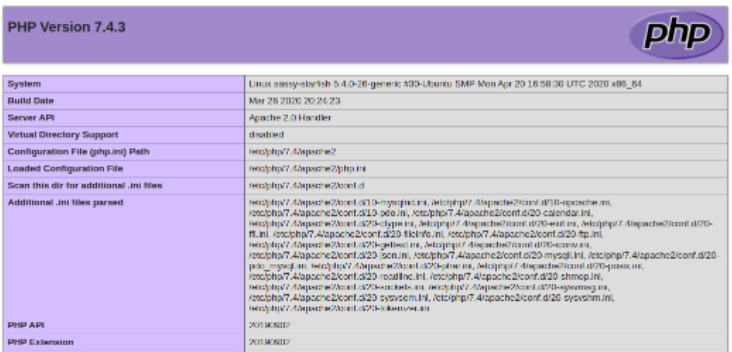 PHP Version 7.4.3
php
System Linux sassy-starfish 5.4.0-26-generic #30-Ubuntu SMP Mon Apr 20 16:58:30 UTC 2020 x86_64
Build Date Mar 26 2020 20:24:23
Server API Apache 2.0 Handler
Virtual Directory Support disabled
Configuration File (php.ini) Path /etc/php/7.4/apache2
Loaded Configuration File /etc/php/7.4/apache2/php.ini
Scan this dir for additional .ini files /etc/php/7.4/apache2/conf.d
Additional .ini files parsed /etc/php/7.4/apache2/conf.d/10-mysqlnd.ini, /etc/php/7.4/apache2/conf.d/10-opcache.ini,
/etc/php/7.4/apache2/conf.d/10-pdo.ini, /etc/php/7.4/apache2/conf.d/20-calendar.ini,
/etc/php/7.4/apache2/conf.d/20-ctype.ini, /etc/php/7.4/apache2/conf.d/20-exif.ini, /etc/php/7.4/apache2/conf.d/20-
ffi.ini, /etc/php/7.4/apache2/conf.d/20-fileinfo.ini, /etc/php/7.4/apache2/conf.d/20-ftp.ini,
/etc/php/7.4/apache2/conf.d/20-gettext.ini, /etc/php/7.4/apache2/conf.d/20-iconv.ini,
/etc/php/7.4/apache2/conf.d/20-json.ini, /etc/php/7.4/apache2/conf.d/20-mysqli.ini, /etc/php/7.4/apache2/conf.d/20-
pdo_mysql.ini, /etc/php/7.4/apache2/conf.d/20-phar.ini, /etc/php/7.4/apache2/conf.d/20-posix.ini,
/etc/php/7.4/apache2/conf.d/20-readline.ini, /etc/php/7.4/apache2/conf.d/20-shmop.ini,
/etc/php/7.4/apache2/conf.d/20-sockets.ini, /etc/php/7.4/apache2/conf.d/20-sysvmsg.ini,
/etc/php/7.4/apache2/conf.d/20-sysvsem.ini, /etc/php/7.4/apache2/conf.d/20-sysvshm.ini,
/etc/php/7.4/apache2/conf.d/20-tokenizer.ini
PHP API 20190902
PHP Extension 20190902